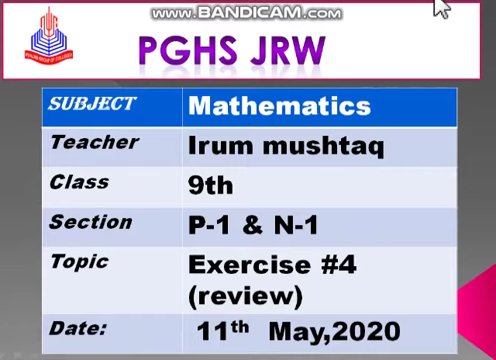 www.BANDICAM.com
PGHS JRW
SUBJECT Mathematics
Teacher Irum mushtaq
Class 9th
Section P-1 & N-1
Topic Exercise #4
(review)
Date: 11th May,2020